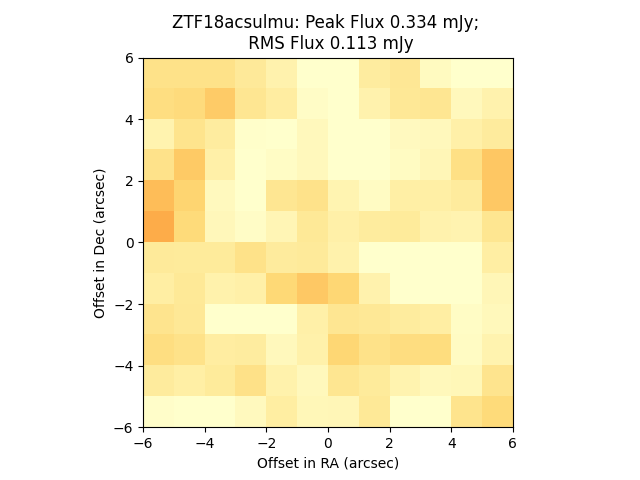 ZTF18acsulmu: Peak Flux 0.334 mJy;
RMS Flux 0.113 mJy
6
4
2
0
−2
−4
−6
Offset in Dec (arcsec)
−6 −4 −2 0 2 4 6
Offset in RA (arcsec)